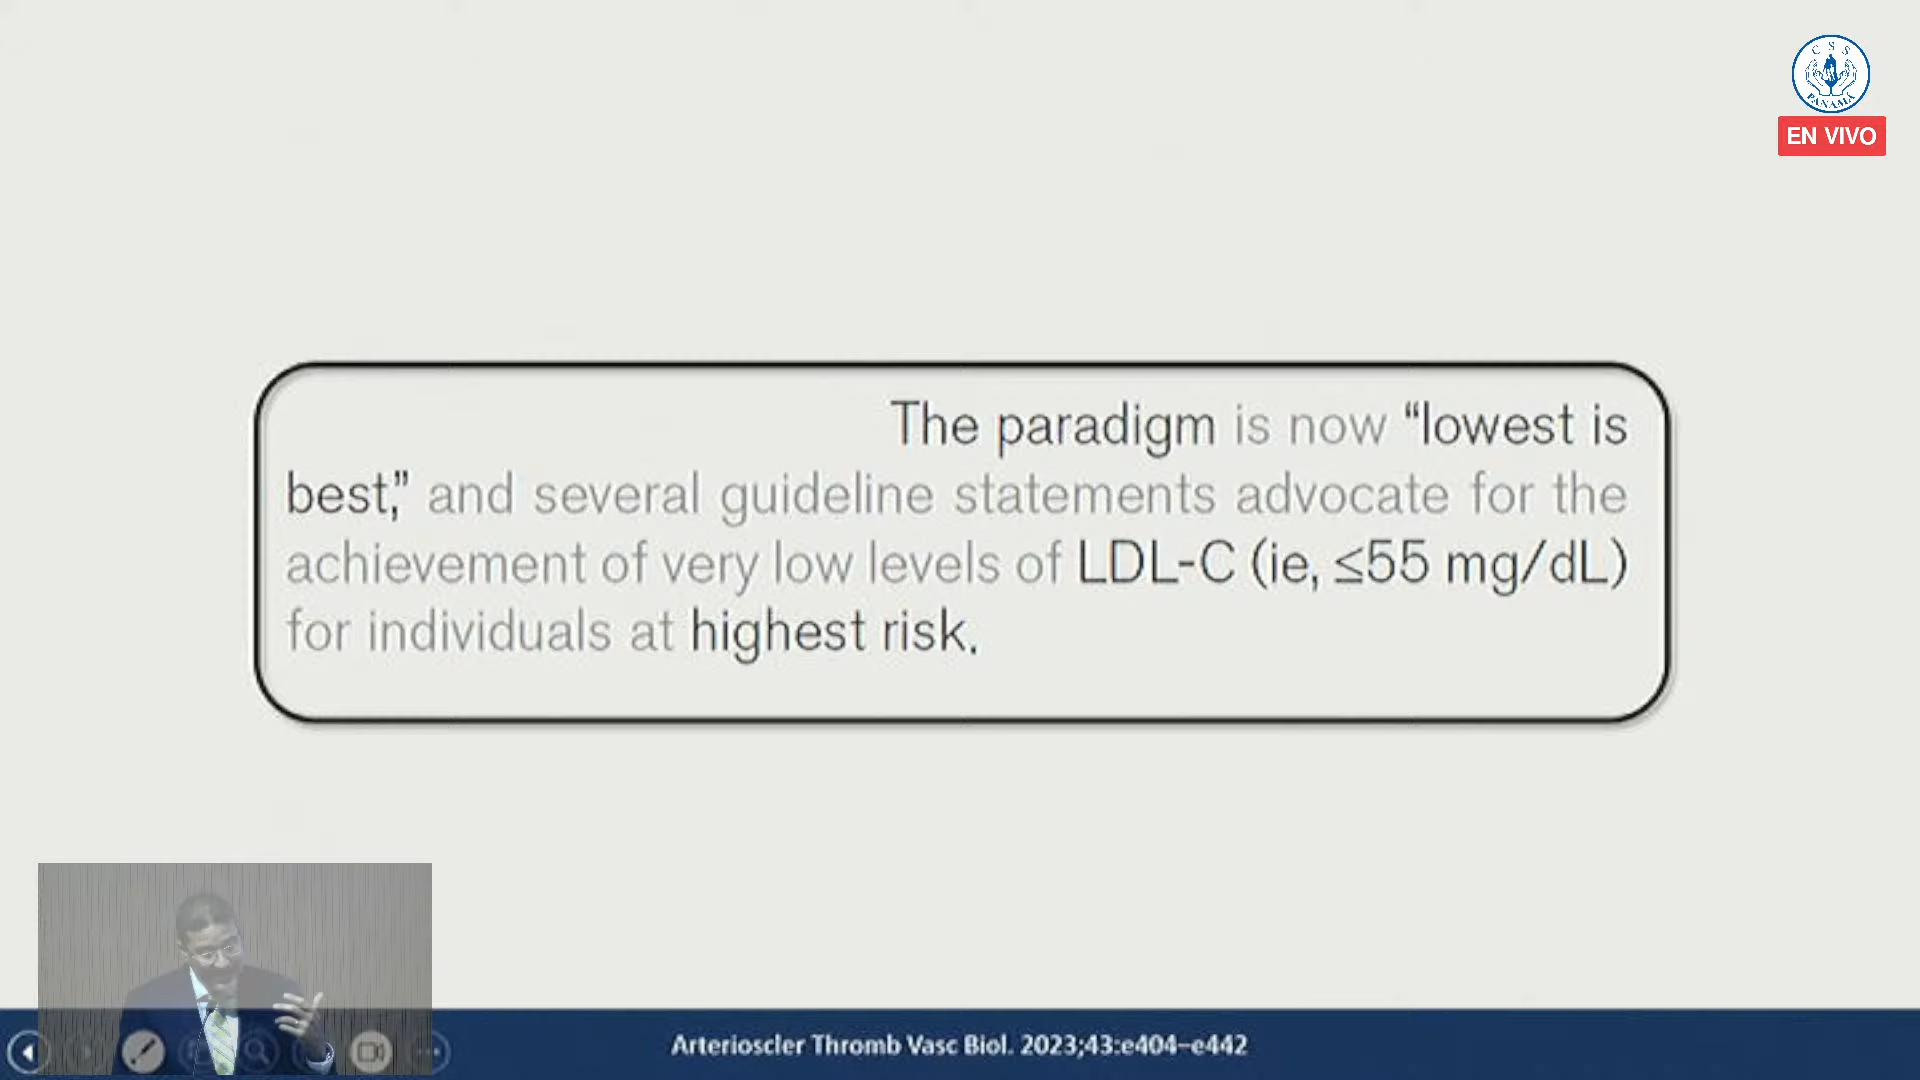 CSS
PANAMÁ
EN VIVO
The paradigm is now “lowest is
best,” and several guideline statements advocate for the
achievement of very low levels of LDL-C (ie, ≤55 mg/dL)
for individuals at highest risk.
Arterioscler Thromb Vasc Biol. 2023;43:e404–e442